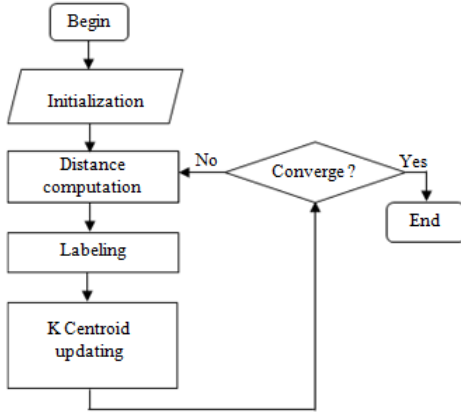 Begin
Initialization
Distance
computation
Labeling
K Centroid
updating
No
Converge ?
Yes
End